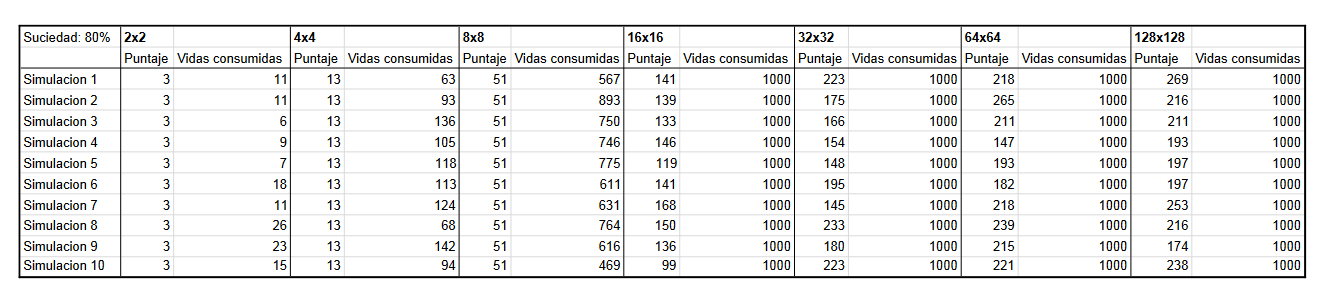 Suciedad: 80% 2x2 4x4 8x8 16x16 32x32 64x64 128x128
Puntaje Vidas consumidas Puntaje Vidas consumidas Puntaje Vidas consumidas Puntaje Vidas consumidas Puntaje Vidas consumidas Puntaje Vidas consumidas Puntaje Vidas consumidas
Simulacion 1 3 11 13 63 51 567 141 1000 223 1000 218 1000 269 1000
Simulacion 2 3 11 13 93 51 893 139 1000 175 1000 265 1000 216 1000
Simulacion 3 3 6 13 136 51 750 133 1000 166 1000 211 1000 211 1000
Simulacion 4 3 9 13 105 51 746 146 1000 154 1000 147 1000 193 1000
Simulacion 5 3 7 13 118 51 775 119 1000 148 1000 193 1000 197 1000
Simulacion 6 3 18 13 113 51 611 141 1000 195 1000 182 1000 197 1000
Simulacion 7 3 11 13 124 51 631 168 1000 145 1000 218 1000 253 1000
Simulacion 8 3 26 13 68 51 764 150 1000 233 1000 239 1000 216 1000
Simulacion 9 3 23 13 142 51 616 136 1000 180 1000 215 1000 174 1000
Simulacion 10 3 15 13 94 51 469 99 1000 223 1000 221 1000 238 1000